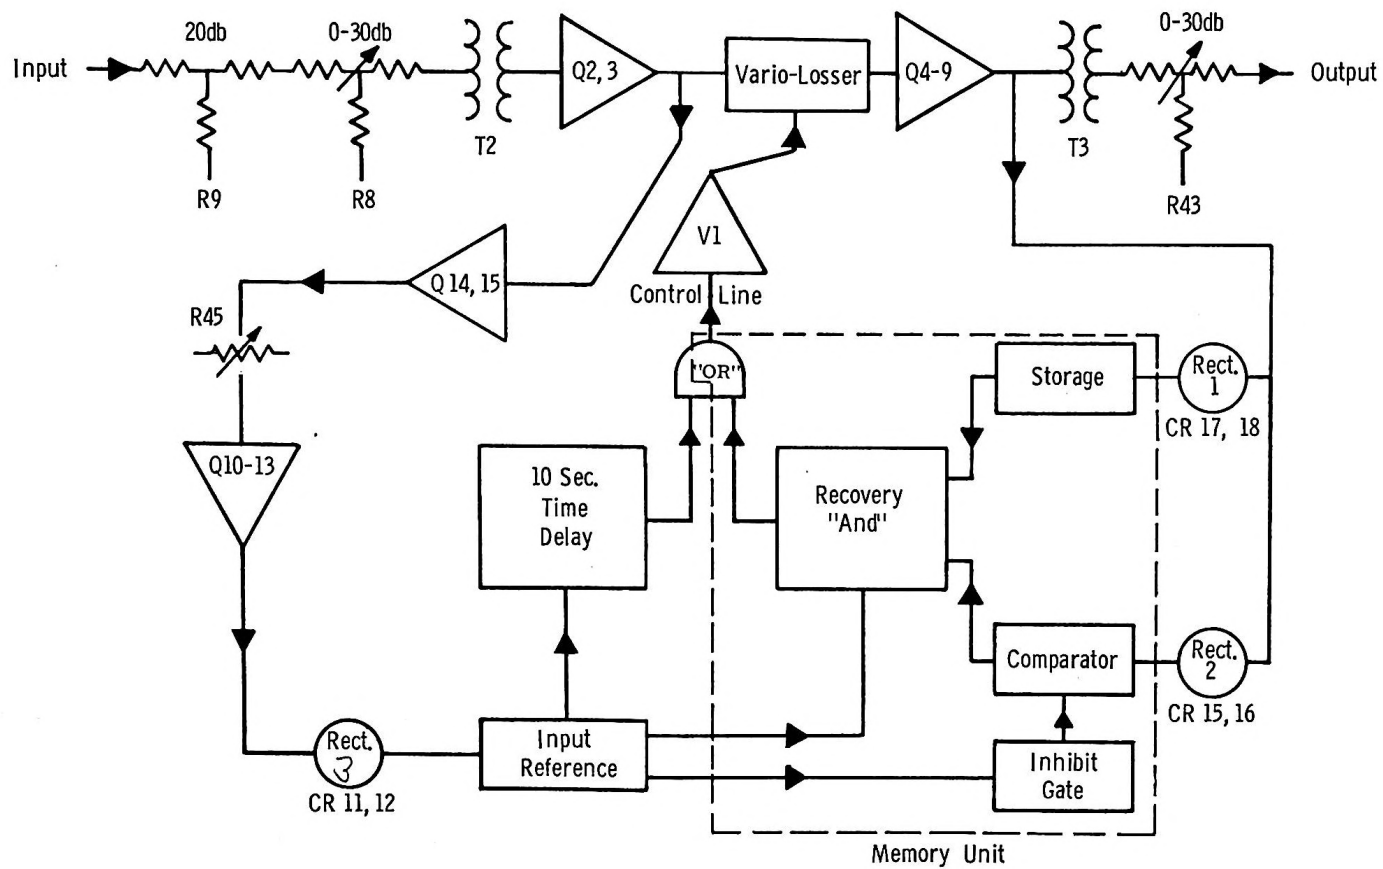 20db
0-30db
0-30db
Input
Q2, 3
Vario-Losser
Q4-9
Output
T2
T3
R9
R8
R43
V1
Q 14, 15
Control Line
R45
"OR"
Storage
Rect.
1
CR 17, 18
Q10-13
10 Sec.
Time
Delay
Recovery
"And"
Comparator
Rect.
2
CR 15, 16
Rect.
3
CR 11, 12
Input
Reference
Inhibit
Gate
Memory Unit